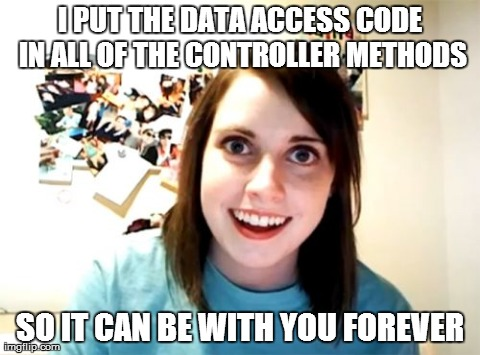 I PUT THE DATA ACCESS CODE
IN ALL OF THE CONTROLLER METHODS
SO IT CAN BE WITH YOU FOREVER
imgflip.com